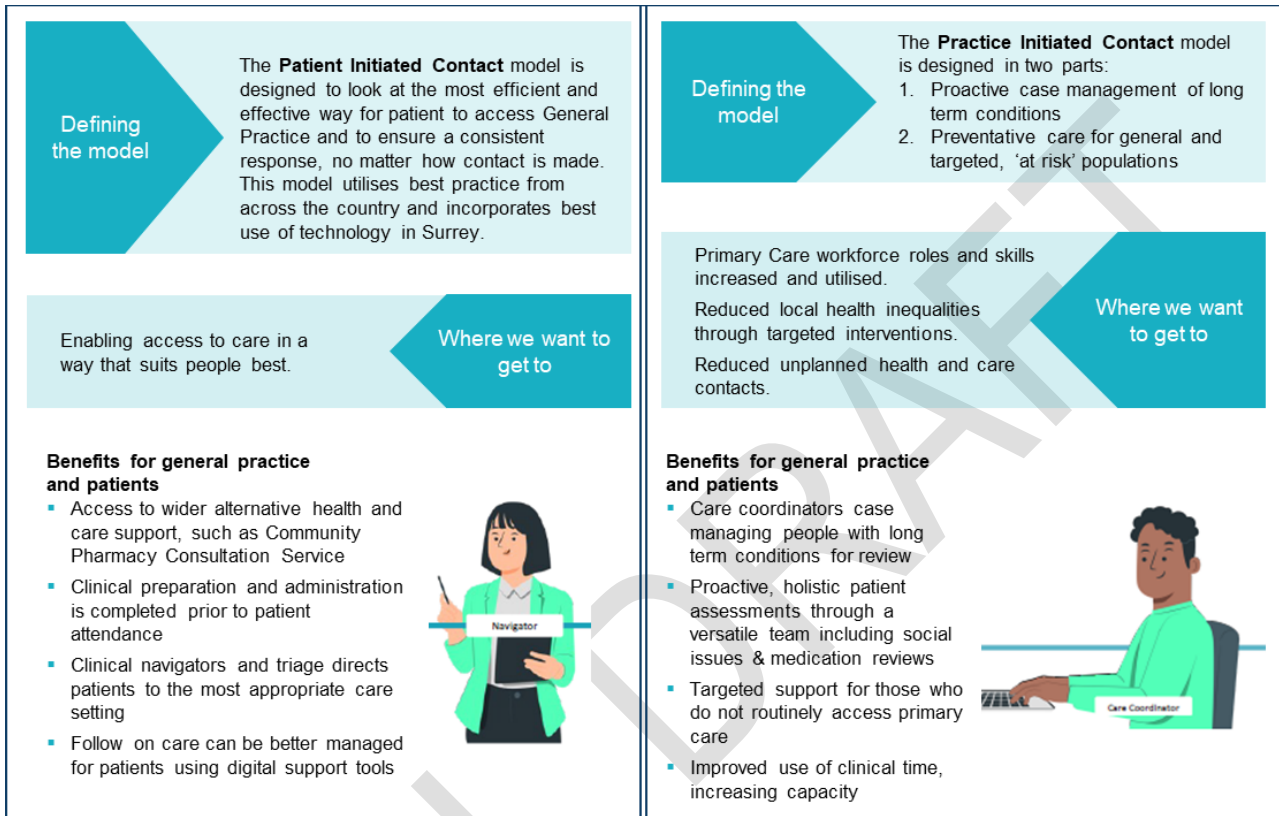 Defining
the model
The Patient Initiated Contact model is
designed to look at the most efficient and
effective way for patient to access General
Practice and to ensure a consistent
response, no matter how contact is made.
This model utilises best practice from
across the country and incorporates best
use of technology in Surrey.
Enabling access to care in a
way that suits people best.
Where we want to
get to
Benefits for general practice
and patients
▪ Access to wider alternative health and
care support, such as Community
Pharmacy Consultation Service
▪ Clinical preparation and administration
is completed prior to patient
attendance
▪ Clinical navigators and triage directs
patients to the most appropriate care
setting
▪ Follow on care can be better managed
for patients using digital support tools
Navigator
Defining the
model
The Practice Initiated Contact model
is designed in two parts:
1. Proactive case management of long
term conditions
2. Preventative care for general and
targeted, ‘at risk’ populations
Primary Care workforce roles and skills
increased and utilised.
Reduced local health inequalities
through targeted interventions.
Reduced unplanned health and care
contacts.
Where we want
to get to
Benefits for general practice
and patients
▪ Care coordinators case
managing people with long
term conditions for review
▪ Proactive, holistic patient
assessments through a
versatile team including social
issues & medication reviews
▪ Targeted support for those who
do not routinely access primary
care
▪ Improved use of clinical time,
increasing capacity
Care Coordinator
DRAFT